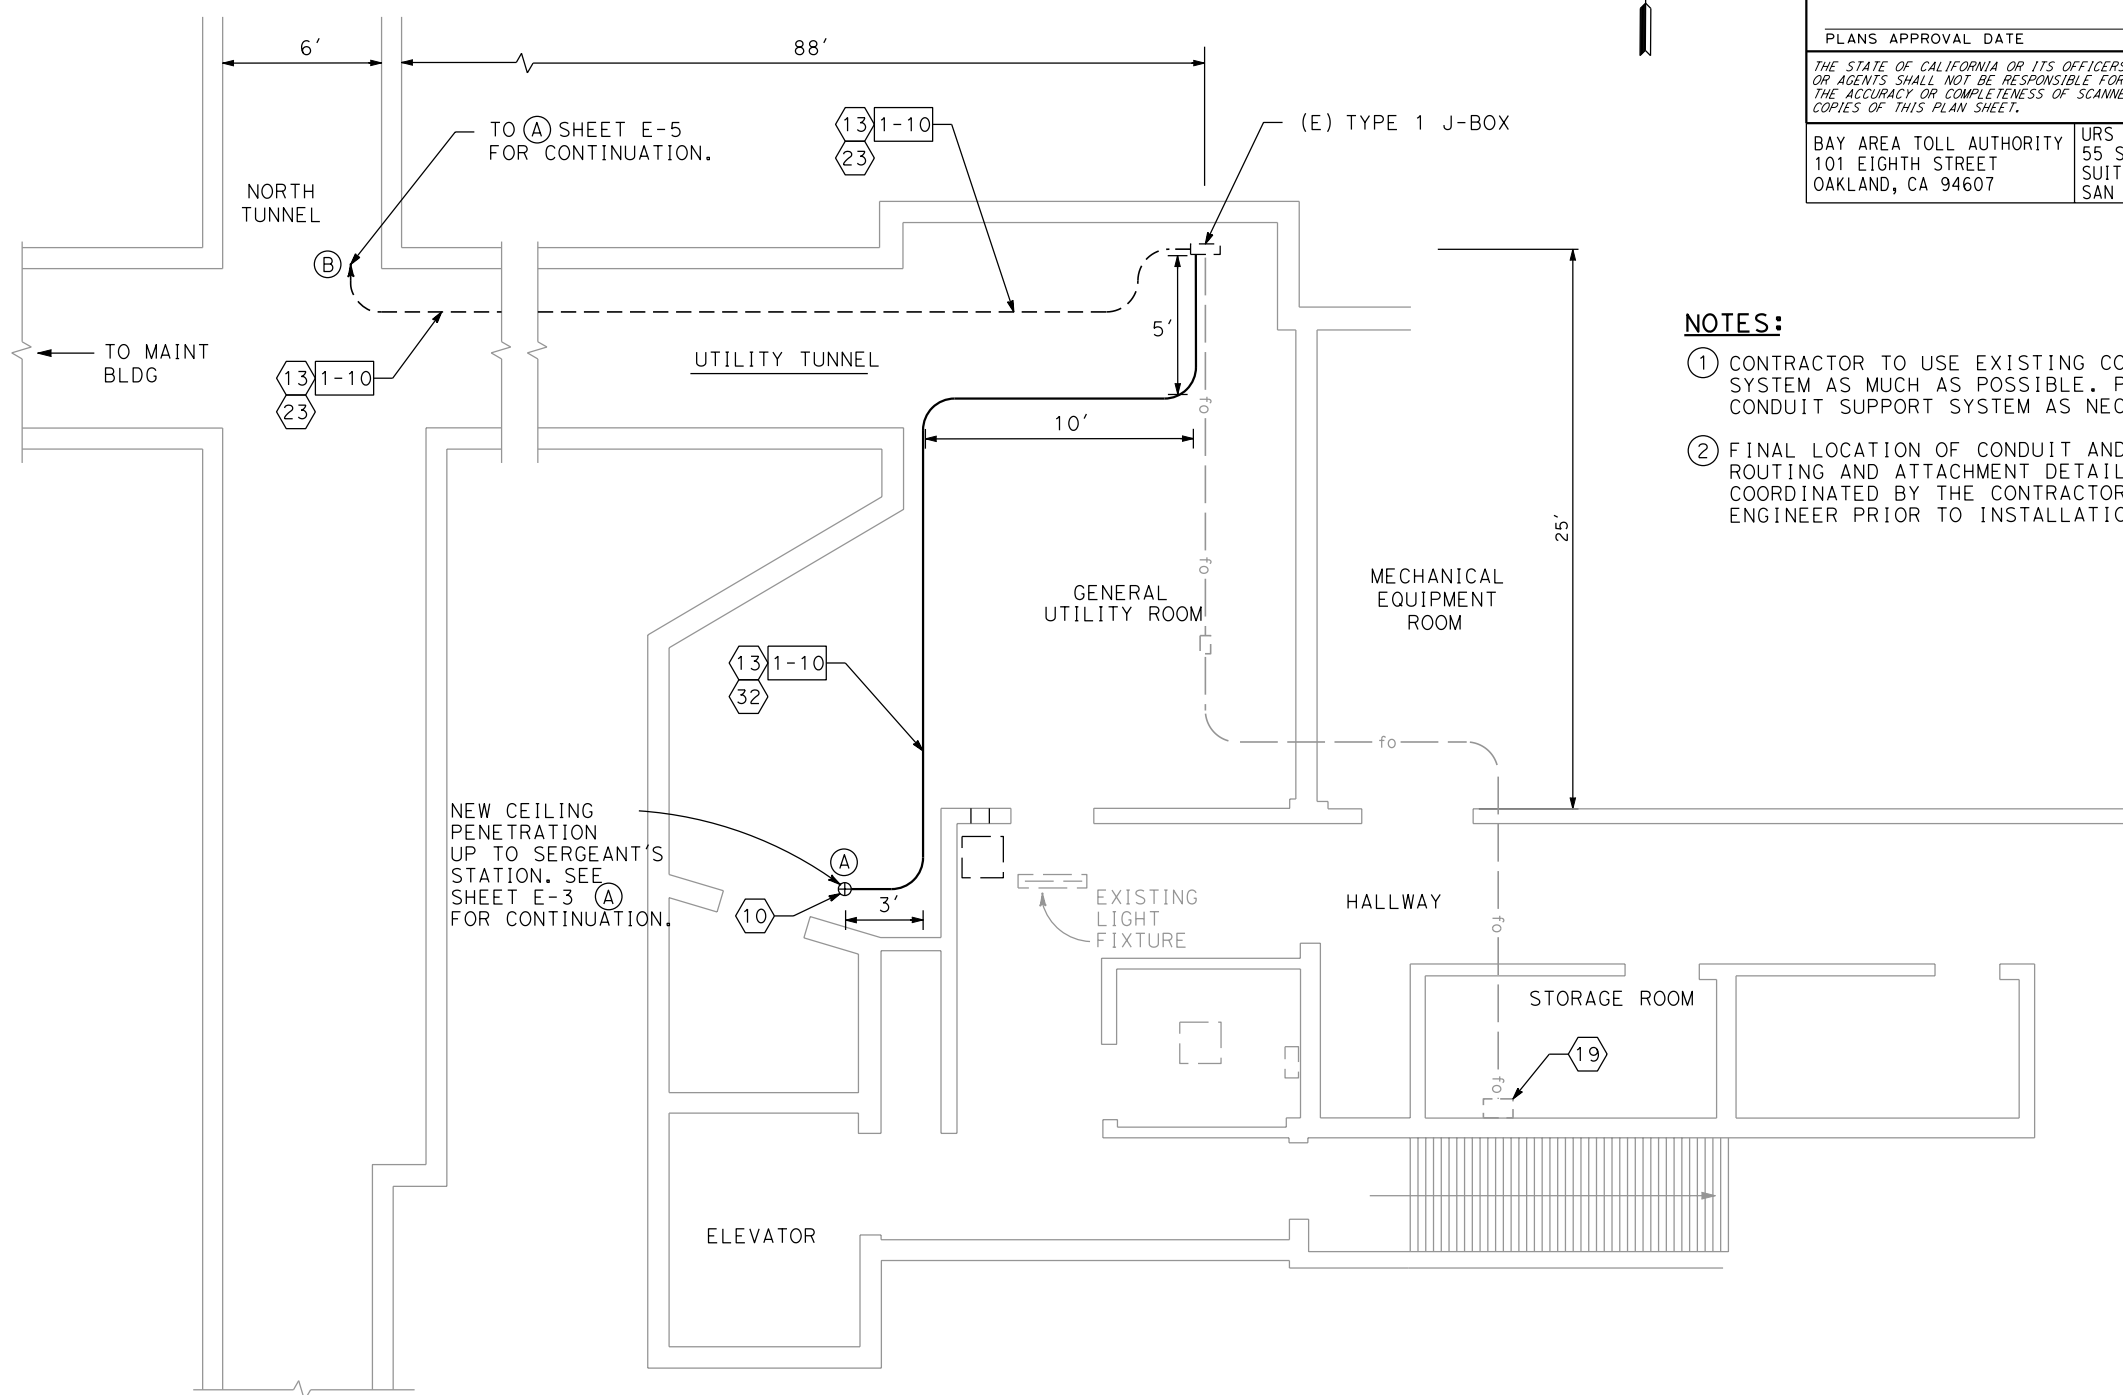 6'
88'
PLANS APPROVAL DATE
THE STATE OF CALIFORNIA OR ITS OFFICERS
OR AGENTS SHALL NOT BE RESPONSIBLE FOR
THE ACCURACY OR COMPLETENESS OF
COPIES OF THIS PLAN SHEET.
BAY AREA TOLL AUTHORITY
101 EIGHTH STREET
OAKLAND, CA 94607
URS
55
SAN
TO A SHEET E-5
FOR CONTINUATION.
13 1-10
23
(E) TYPE 1 J-BOX
NORTH
TUNNEL
B
TO MAINT
BLDG
13 1-10
23
UTILITY TUNNEL
5'
10'
fo
25'
NOTES:
1 CONTRACTOR TO USE EXISTING
SYSTEM AS MUCH AS POSSIBLE.
CONDUIT SUPPORT SYSTEM AS
2 FINAL LOCATION OF CONDUIT AND
ROUTING AND ATTACHMENT
COORDINATED BY THE CONTRACTOR
ENGINEER PRIOR TO
fo
GENERAL
UTILITY ROOM
MECHANICAL
EQUIPMENT
ROOM
13 1-10
32
fo
NEW CEILING
PENETRATION
UP TO SERGEANT'S
STATION. SEE
SHEET E-3 A
FOR CONTINUATION.
A
10
3'
EXISTING
LIGHT
FIXTURE
HALLWAY
fo
STORAGE ROOM
19
fo
ELEVATOR